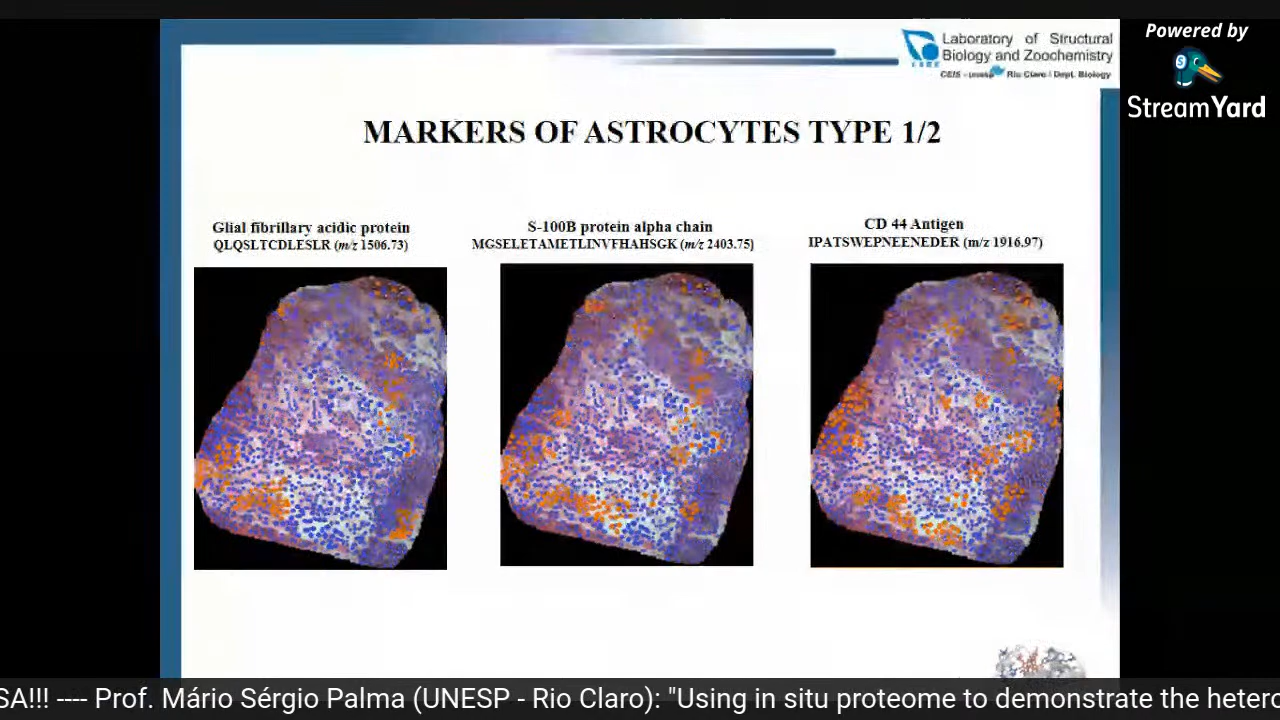 Powered by
StreamYard
Laboratory of Structural
Biology and Zoochemistry
CEIS - unesp Rio Claro / Dept. Biology
MARKERS OF ASTROCYTES TYPE 1/2
Glial fibrillary acidic protein
QLQSLTCDLESLR (m/z 1506.73)
S-100B protein alpha chain
MGSELETAMETLINVFHAHSGK (m/z 2403.75)
CD 44 Antigen
IPATSWEPNEENEDER (m/z 1916.97)
SA!!! ---- Prof. Mário Sérgio Palma (UNESP - Rio Claro): "Using in situ proteome to demonstrate the hetero